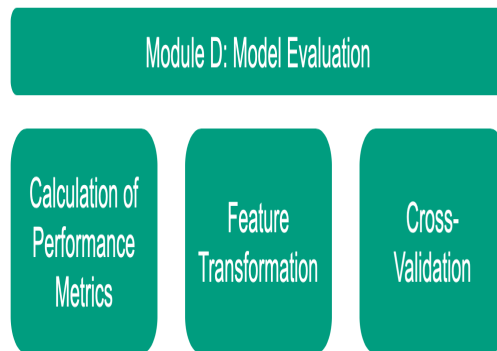 Module D: Model Evaluation
Calculation of
Performance
Metrics
Feature
Transformation
Cross-
Validation